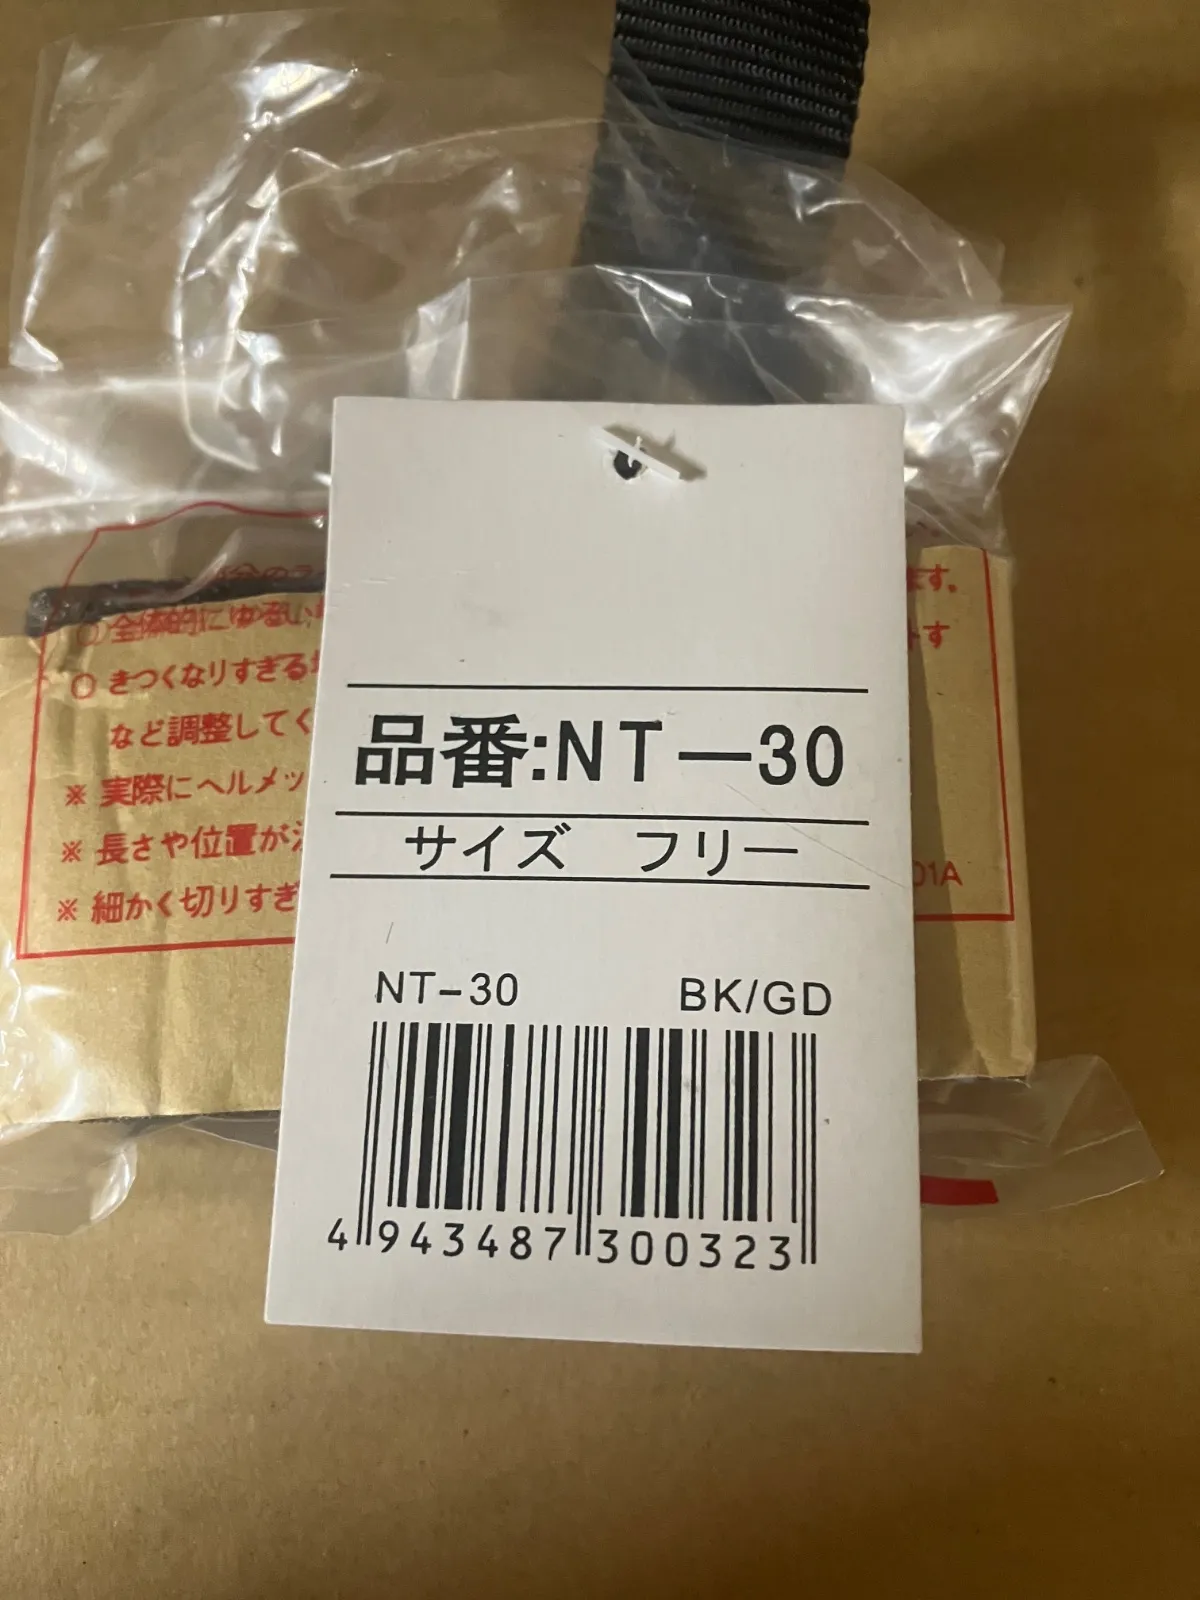 品番:NT-30
サイズ フリー
NT-30 BK/GD
4 943487 300323
ます。
○ 全体的にゆるい
す
○ きつくなりすぎる
など調整してく
※ 実際にヘルメッ
※ 長さや位置が
01A
※ 細かく切りすぎ